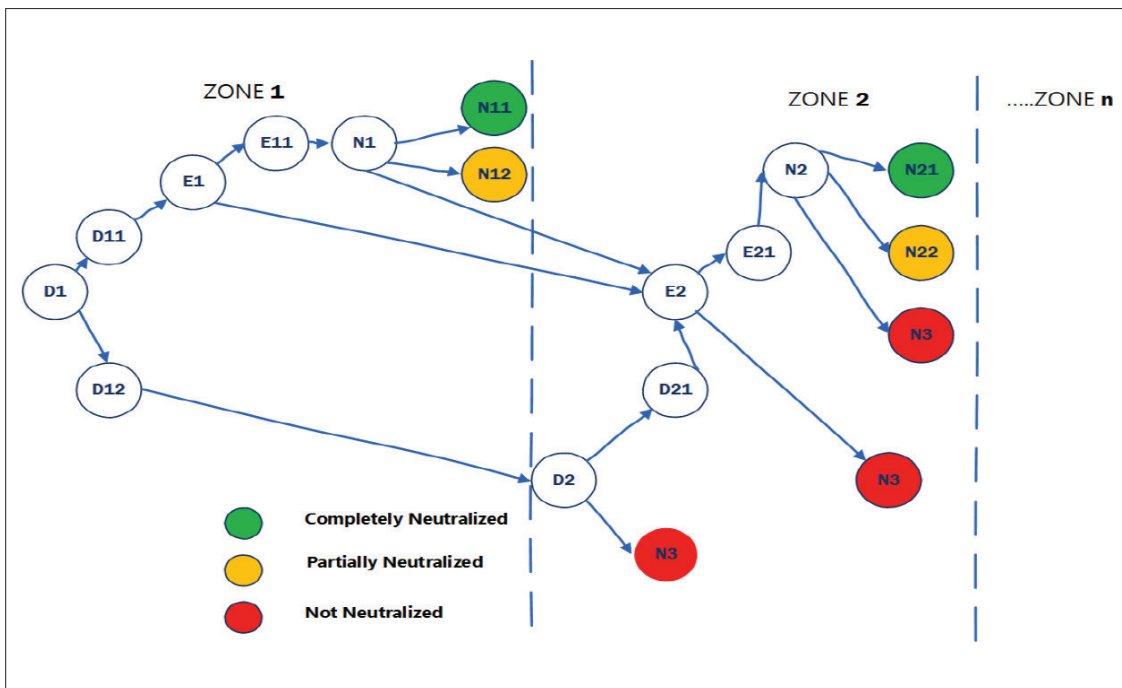 ZONE 1
ZONE 2
.....ZONE n
N11
E11
N1
N12
E1
N2
N21
D11
E21
N22
D1
E2
N3
D12
D21
D2
N3
N3
Completely Neutralized
Partially Neutralized
Not Neutralized